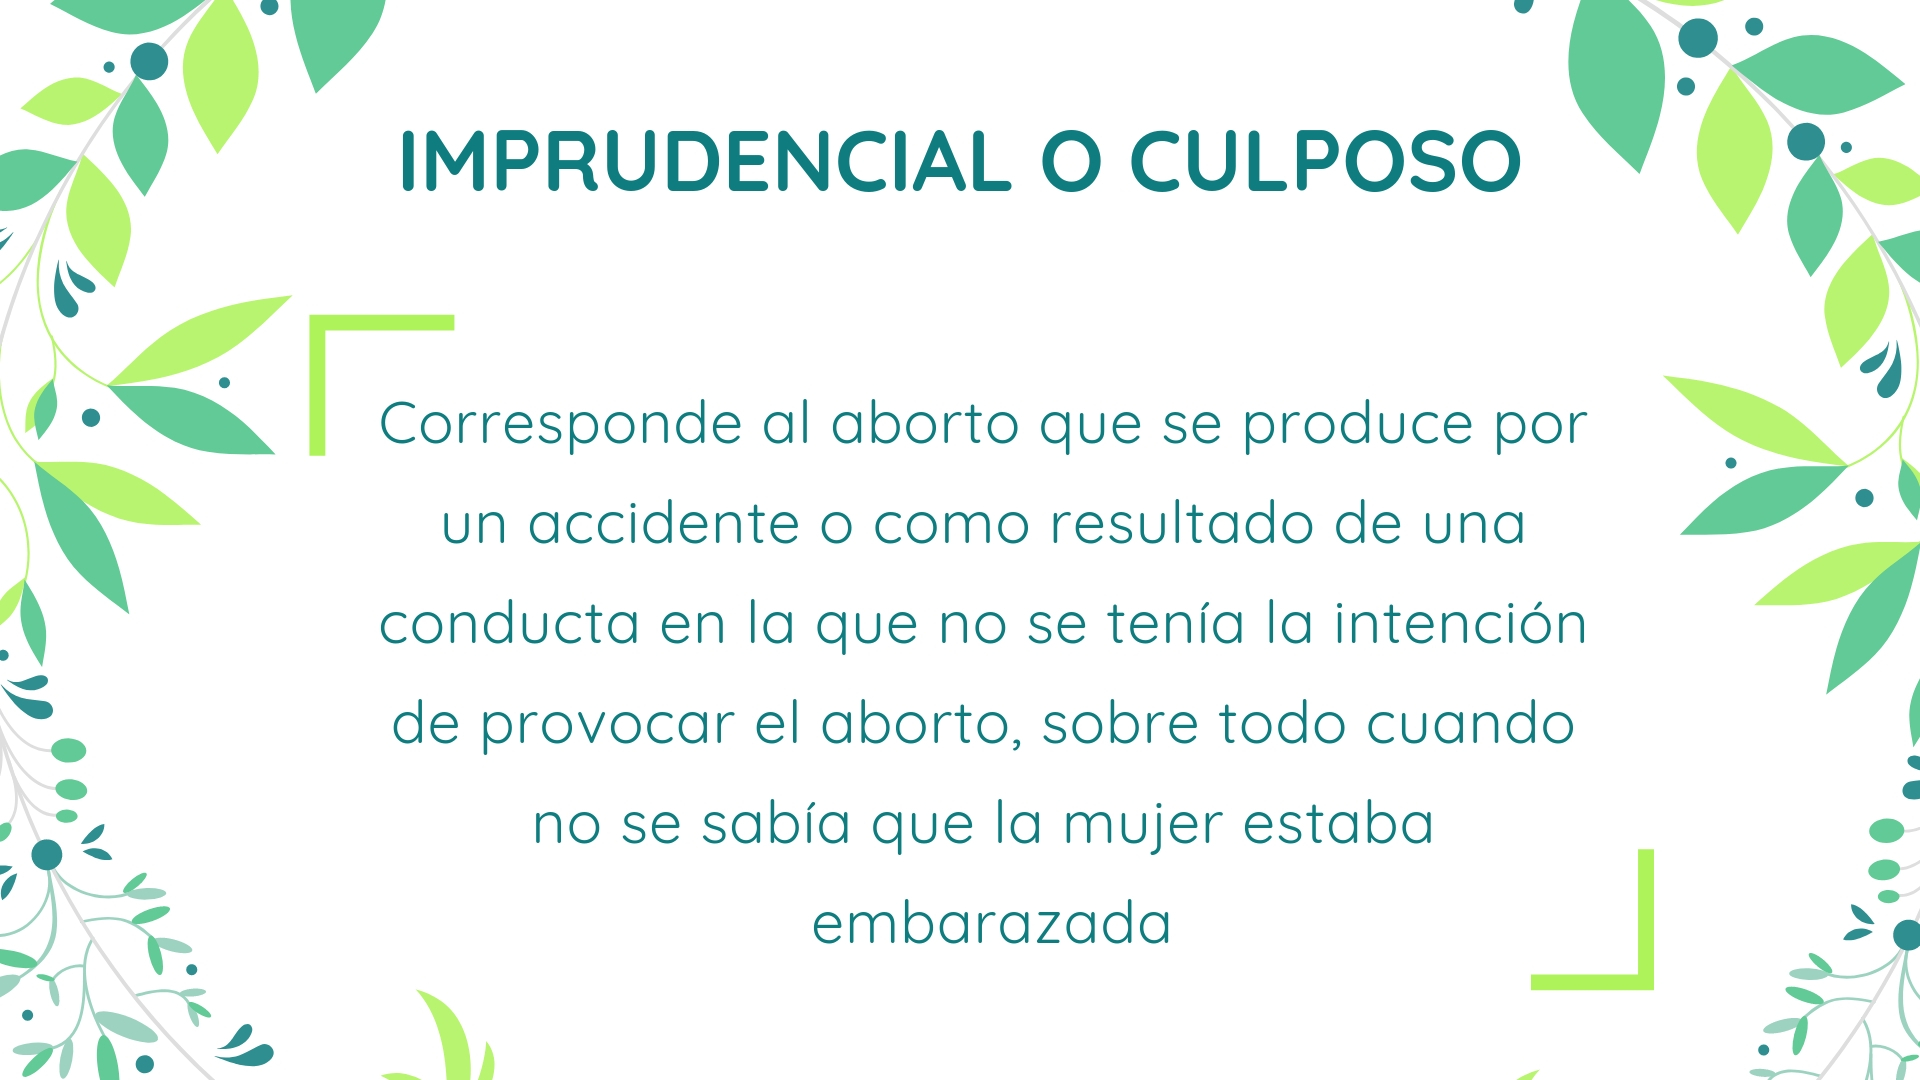 IMPRUDENCIAL O CULPOSO
Corresponde al aborto que se produce por
un accidente o como resultado de una
conducta en la que no se tenía la intención
de provocar el aborto, sobre todo cuando
no se sabía que la mujer estaba
embarazada